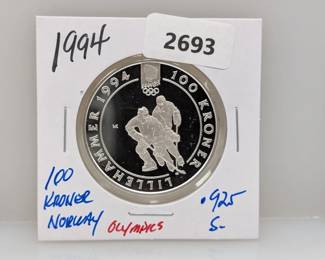 1994
2693
LILLEHAMMER 1994
100 KRONER
K
100
KRONER
NORWAY
OLYMPICS
.925
S-